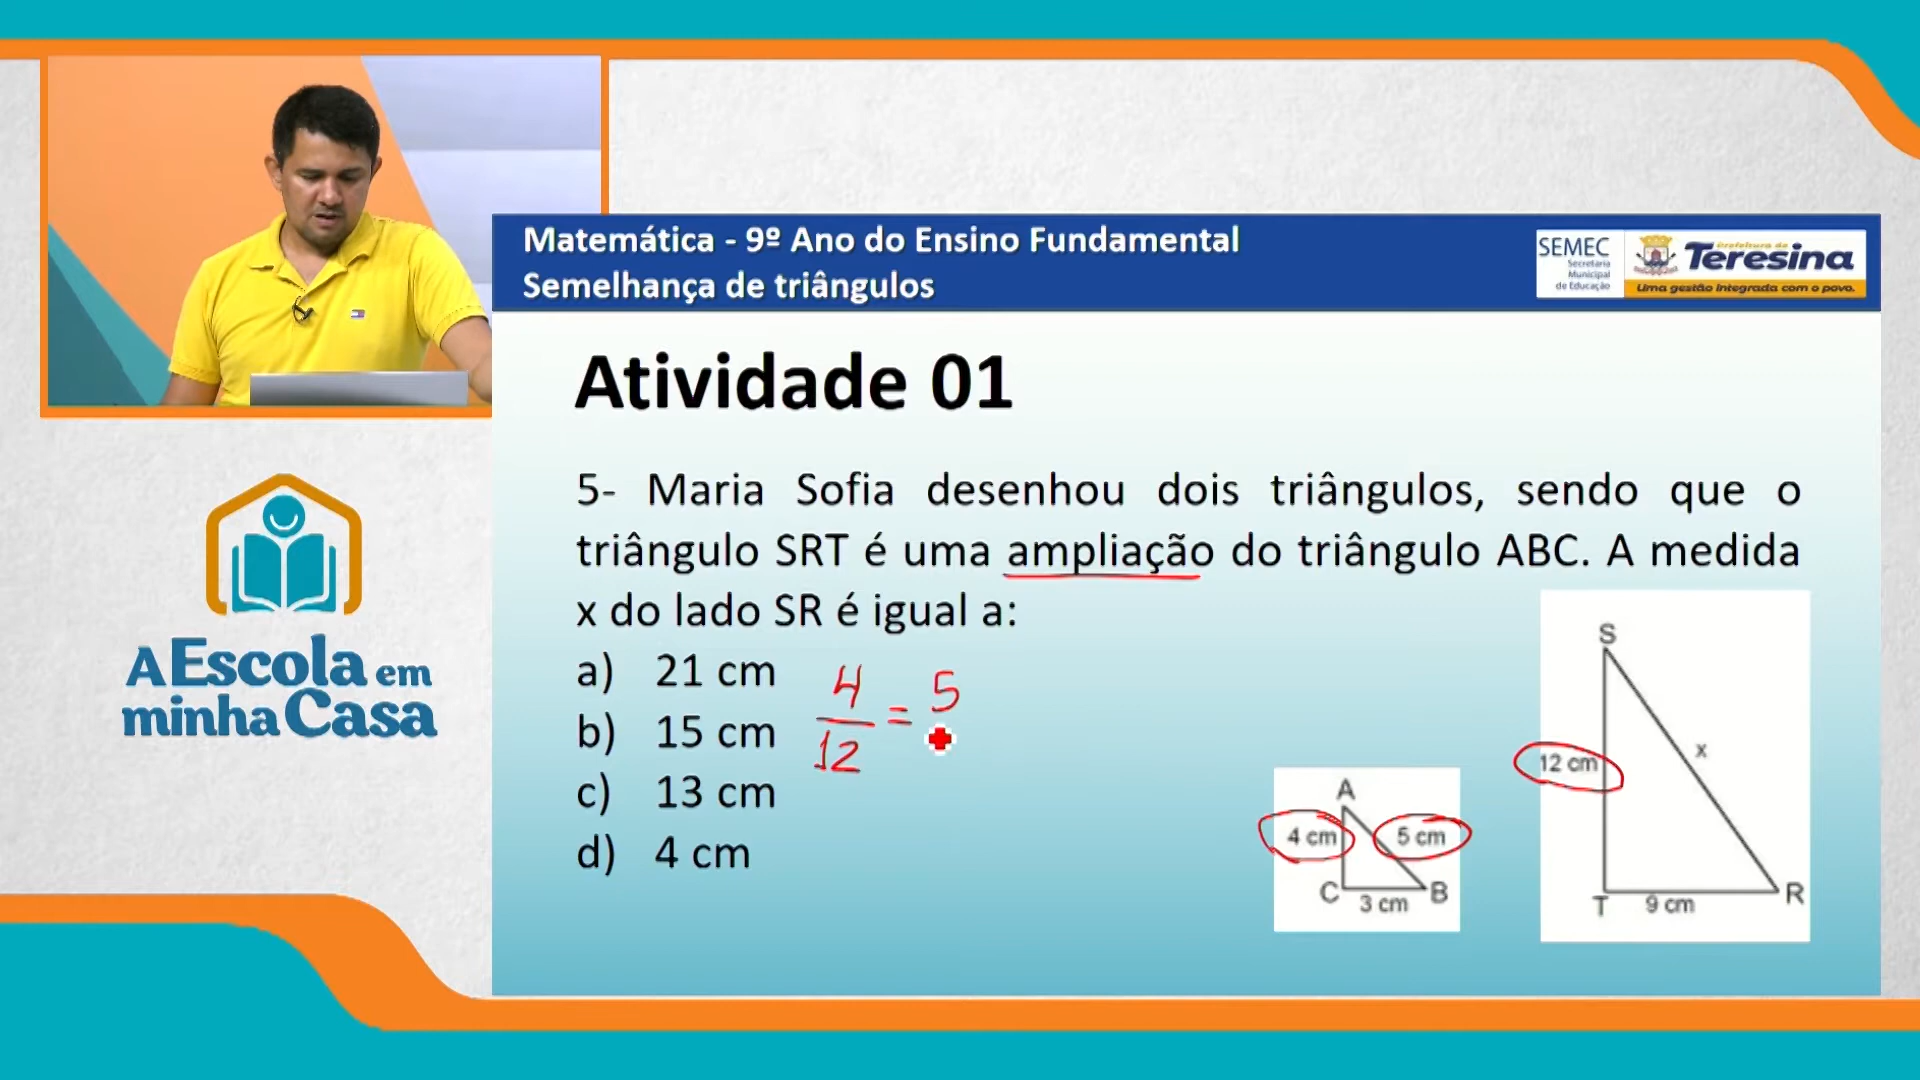 Matemática - 9º Ano do Ensino Fundamental
Semelhança de triângulos
SEMEC
Secretaria
Municipal
de Educação
Prefeitura de
Teresina
Uma gestão integrada com o povo.
Atividade 01
5- Maria Sofia desenhou dois triângulos, sendo que o
triângulo SRT é uma ampliação do triângulo ABC. A medida
x do lado SR é igual a:
a) 21 cm
b) 15 cm
c) 13 cm
d) 4 cm
4
12
=
5
A
4 cm
5 cm
C
3 cm
B
S
12 cm
x
T
9 cm
R
A Escola em
minha Casa